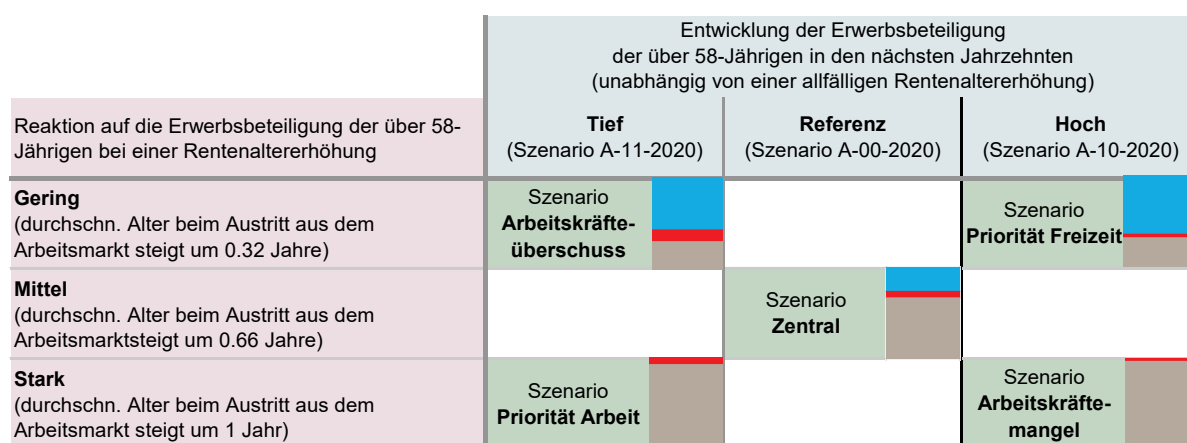 Entwicklung der Erwerbsbeteiligung
der über 58-Jährigen in den nächsten Jahrzehnten
(unabhängig von einer allfälligen Rentenaltererhöhung)
Reaktion auf die Erwerbsbeteiligung der über 58-
Jährigen bei einer Rentenaltererhöhung
Tief
(Szenario A-11-2020)
Referenz
(Szenario A-00-2020)
Hoch
(Szenario A-10-2020)
Gering
(durchschn. Alter beim Austritt aus dem
Arbeitsmarkt steigt um 0.32 Jahre)
Szenario
Arbeitskräfte-
überschuss
Szenario
Priorität Freizeit
Mittel
(durchschn. Alter beim Austritt aus dem
Arbeitsmarktsteigt um 0.66 Jahre)
Szenario
Zentral
Stark
(durchschn. Alter beim Austritt aus dem
Arbeitsmarkt steigt um 1 Jahr)
Szenario
Priorität Arbeit
Szenario
Arbeitskräfte-
mangel